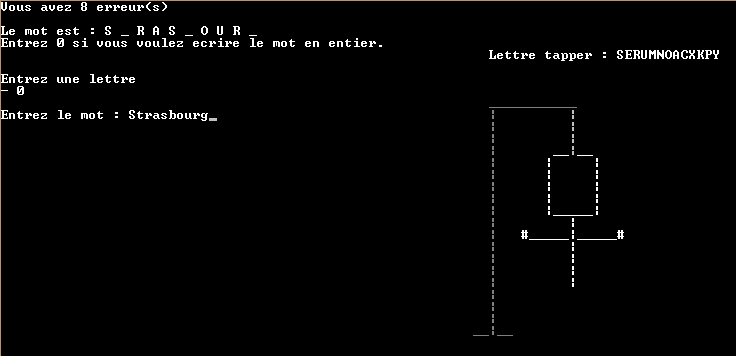 Vous avez 8 erreur(s)
Le mot est : S _ R A S _ O U R _
Entrez 0 si vous voulez ecrire le mot en entier.
Lettre tapper : SERUMNOACXKPY
Entrez une lettre
- 0
Entrez le mot : Strasbourg_